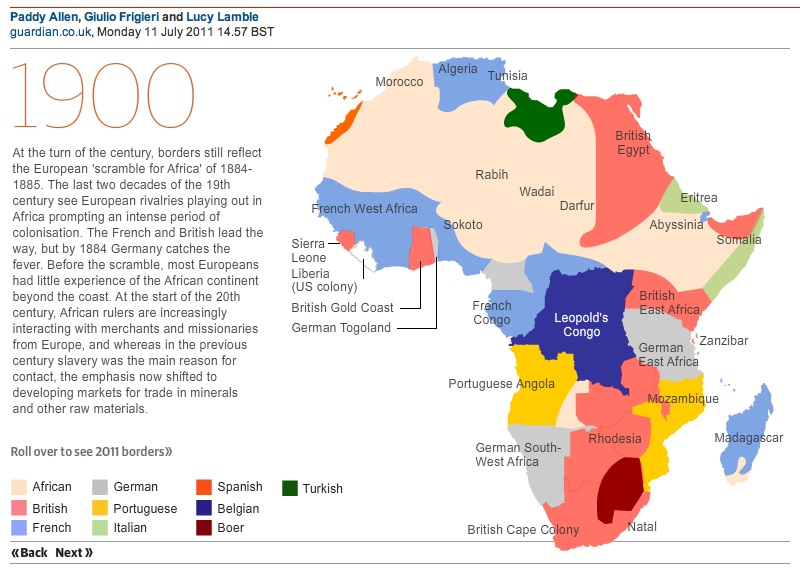 Paddy Allen, Giulio Frigieri and Lucy Lamble
guardian.co.uk, Monday 11 July 2011 14.57 BST
1900
At the turn of the century, borders still reflect
the European 'scramble for Africa' of 1884-
1885. The last two decades of the 19th
century see European rivalries playing out in
Africa prompting an intense period of
colonisation. The French and British lead the
way, but by 1884 Germany catches the
fever. Before the scramble, most Europeans
had little experience of the African continent
beyond the coast. At the start of the 20th
century, African rulers are increasingly
interacting with merchants and missionaries
from Europe, and whereas in the previous
century slavery was the main reason for
contact, the emphasis now shifted to
developing markets for trade in minerals
and other raw materials.
Roll over to see 2011 borders»
African
British
French
German
Portuguese
Italian
Spanish
Belgian
Boer
Turkish
«Back Next »
Morocco
Algeria
Tunisia
British
Egypt
Rabih
Wadai
Darfur
Eritrea
Abyssinia
Somalia
French West Africa
Sokoto
Sierra
Leone
Liberia
(US colony)
British Gold Coast
German Togoland
French
Congo
Leopold's
Congo
British
East Africa
Zanzibar
German
East Africa
Portuguese Angola
Mozambique
Madagascar
Rhodesia
German South-
West Africa
British Cape Colony
Natal